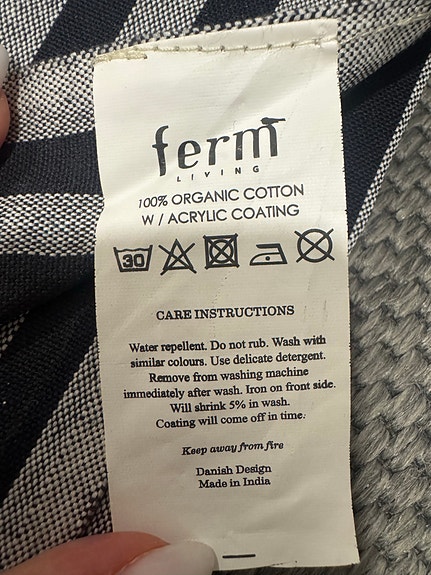 ferm
LIVING
100% ORGANIC COTTON
W / ACRYLIC COATING
30
CARE INSTRUCTIONS
Water repellent. Do not rub. Wash with
similar colours. Use delicate detergent.
Remove from washing machine
immediately after wash. Iron on front side.
Will shrink 5% in wash.
Coating will come off in time.
Keep away from fire
Danish Design
Made in India